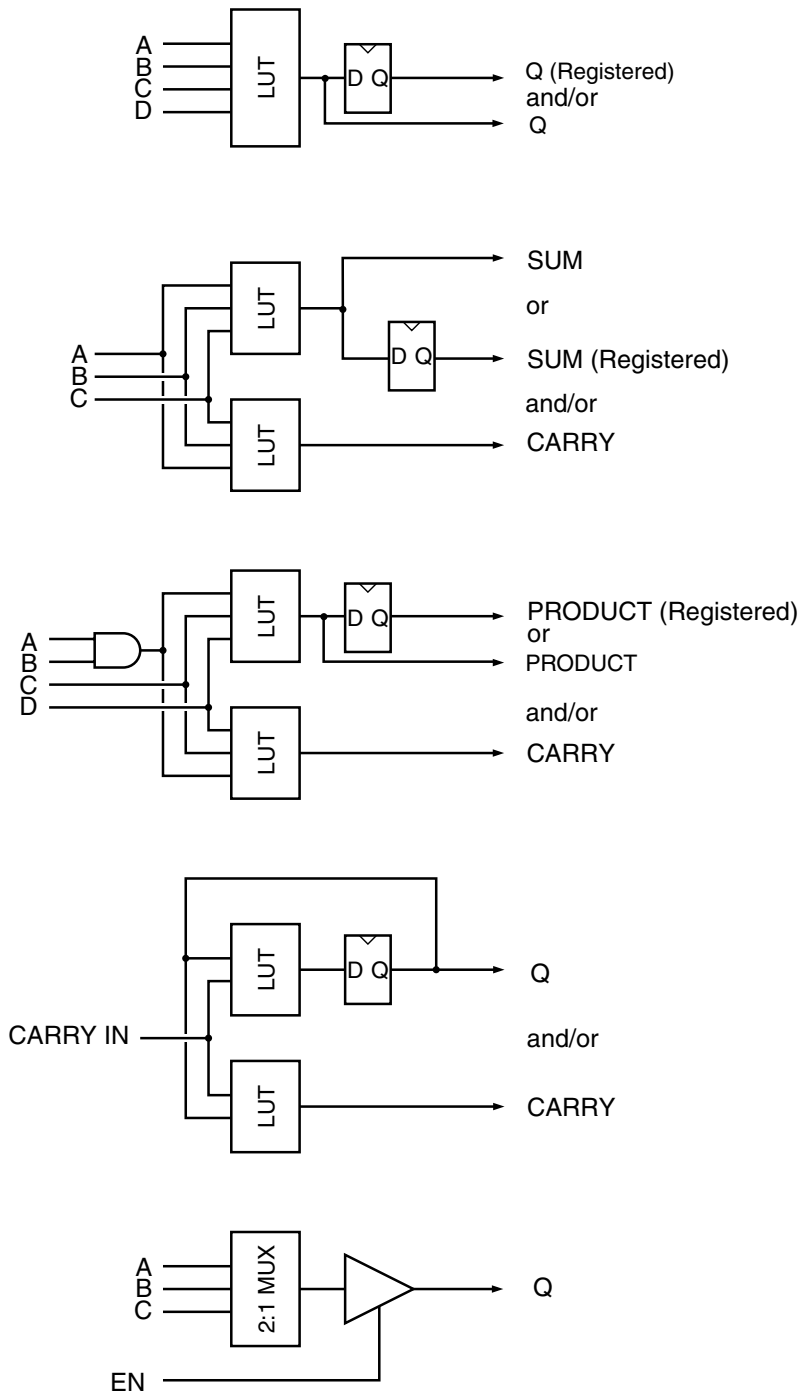 A
B
C
D
LUT
D Q
Q (Registered)
and/or
Q
A
B
C
LUT
LUT
D Q
SUM
or
SUM (Registered)
and/or
CARRY
A
B
C
D
LUT
LUT
D Q
PRODUCT (Registered)
or
PRODUCT
and/or
CARRY
CARRY IN
LUT
LUT
D Q
Q
and/or
CARRY
A
B
C
2:1 MUX
Q
EN